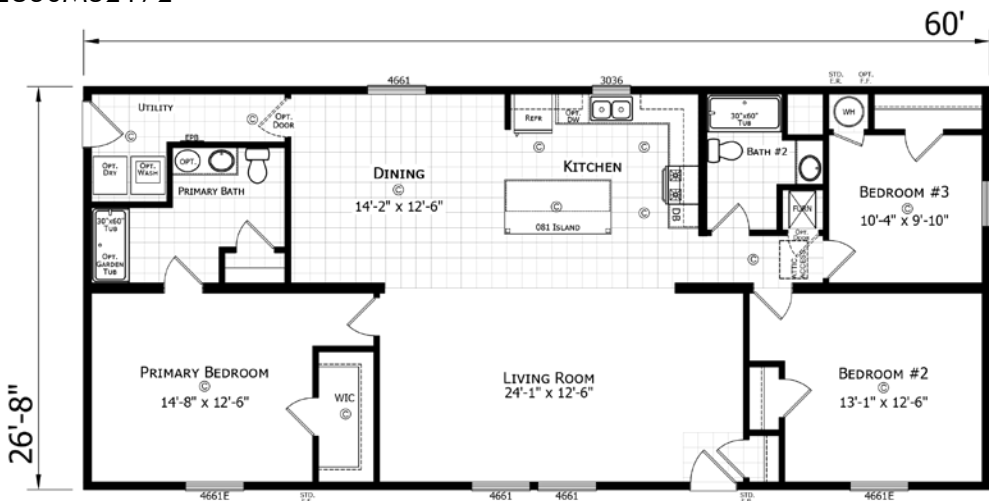 60'
4661
3036
STD.
E.R.
OPT.
F.F.
UTILITY
©
OPT.
DOOR
EPB
OPT.
DRY
OPT.
WASH
OPT.
PRIMARY BATH
30"x60"
TUB
OPT.
GARDEN
TUB
DINING
©
14'-2" x 12'-6"
REFR
OPT.
DW
©
©
KITCHEN
©
081 ISLAND
©
DB
30"x60"
TUB
BATH #2
WH
FURN
OPT.
DOOR
ATTIC
ACCESS
©
BEDROOM #3
©
10'-4" x 9'-10"
26'-8"
PRIMARY BEDROOM
©
14'-8" x 12'-6"
WIC
©
LIVING ROOM
24'-1" x 12'-6"
BEDROOM #2
©
13'-1" x 12'-6"
4661E
STD.
4661
4661
STD.
4661E